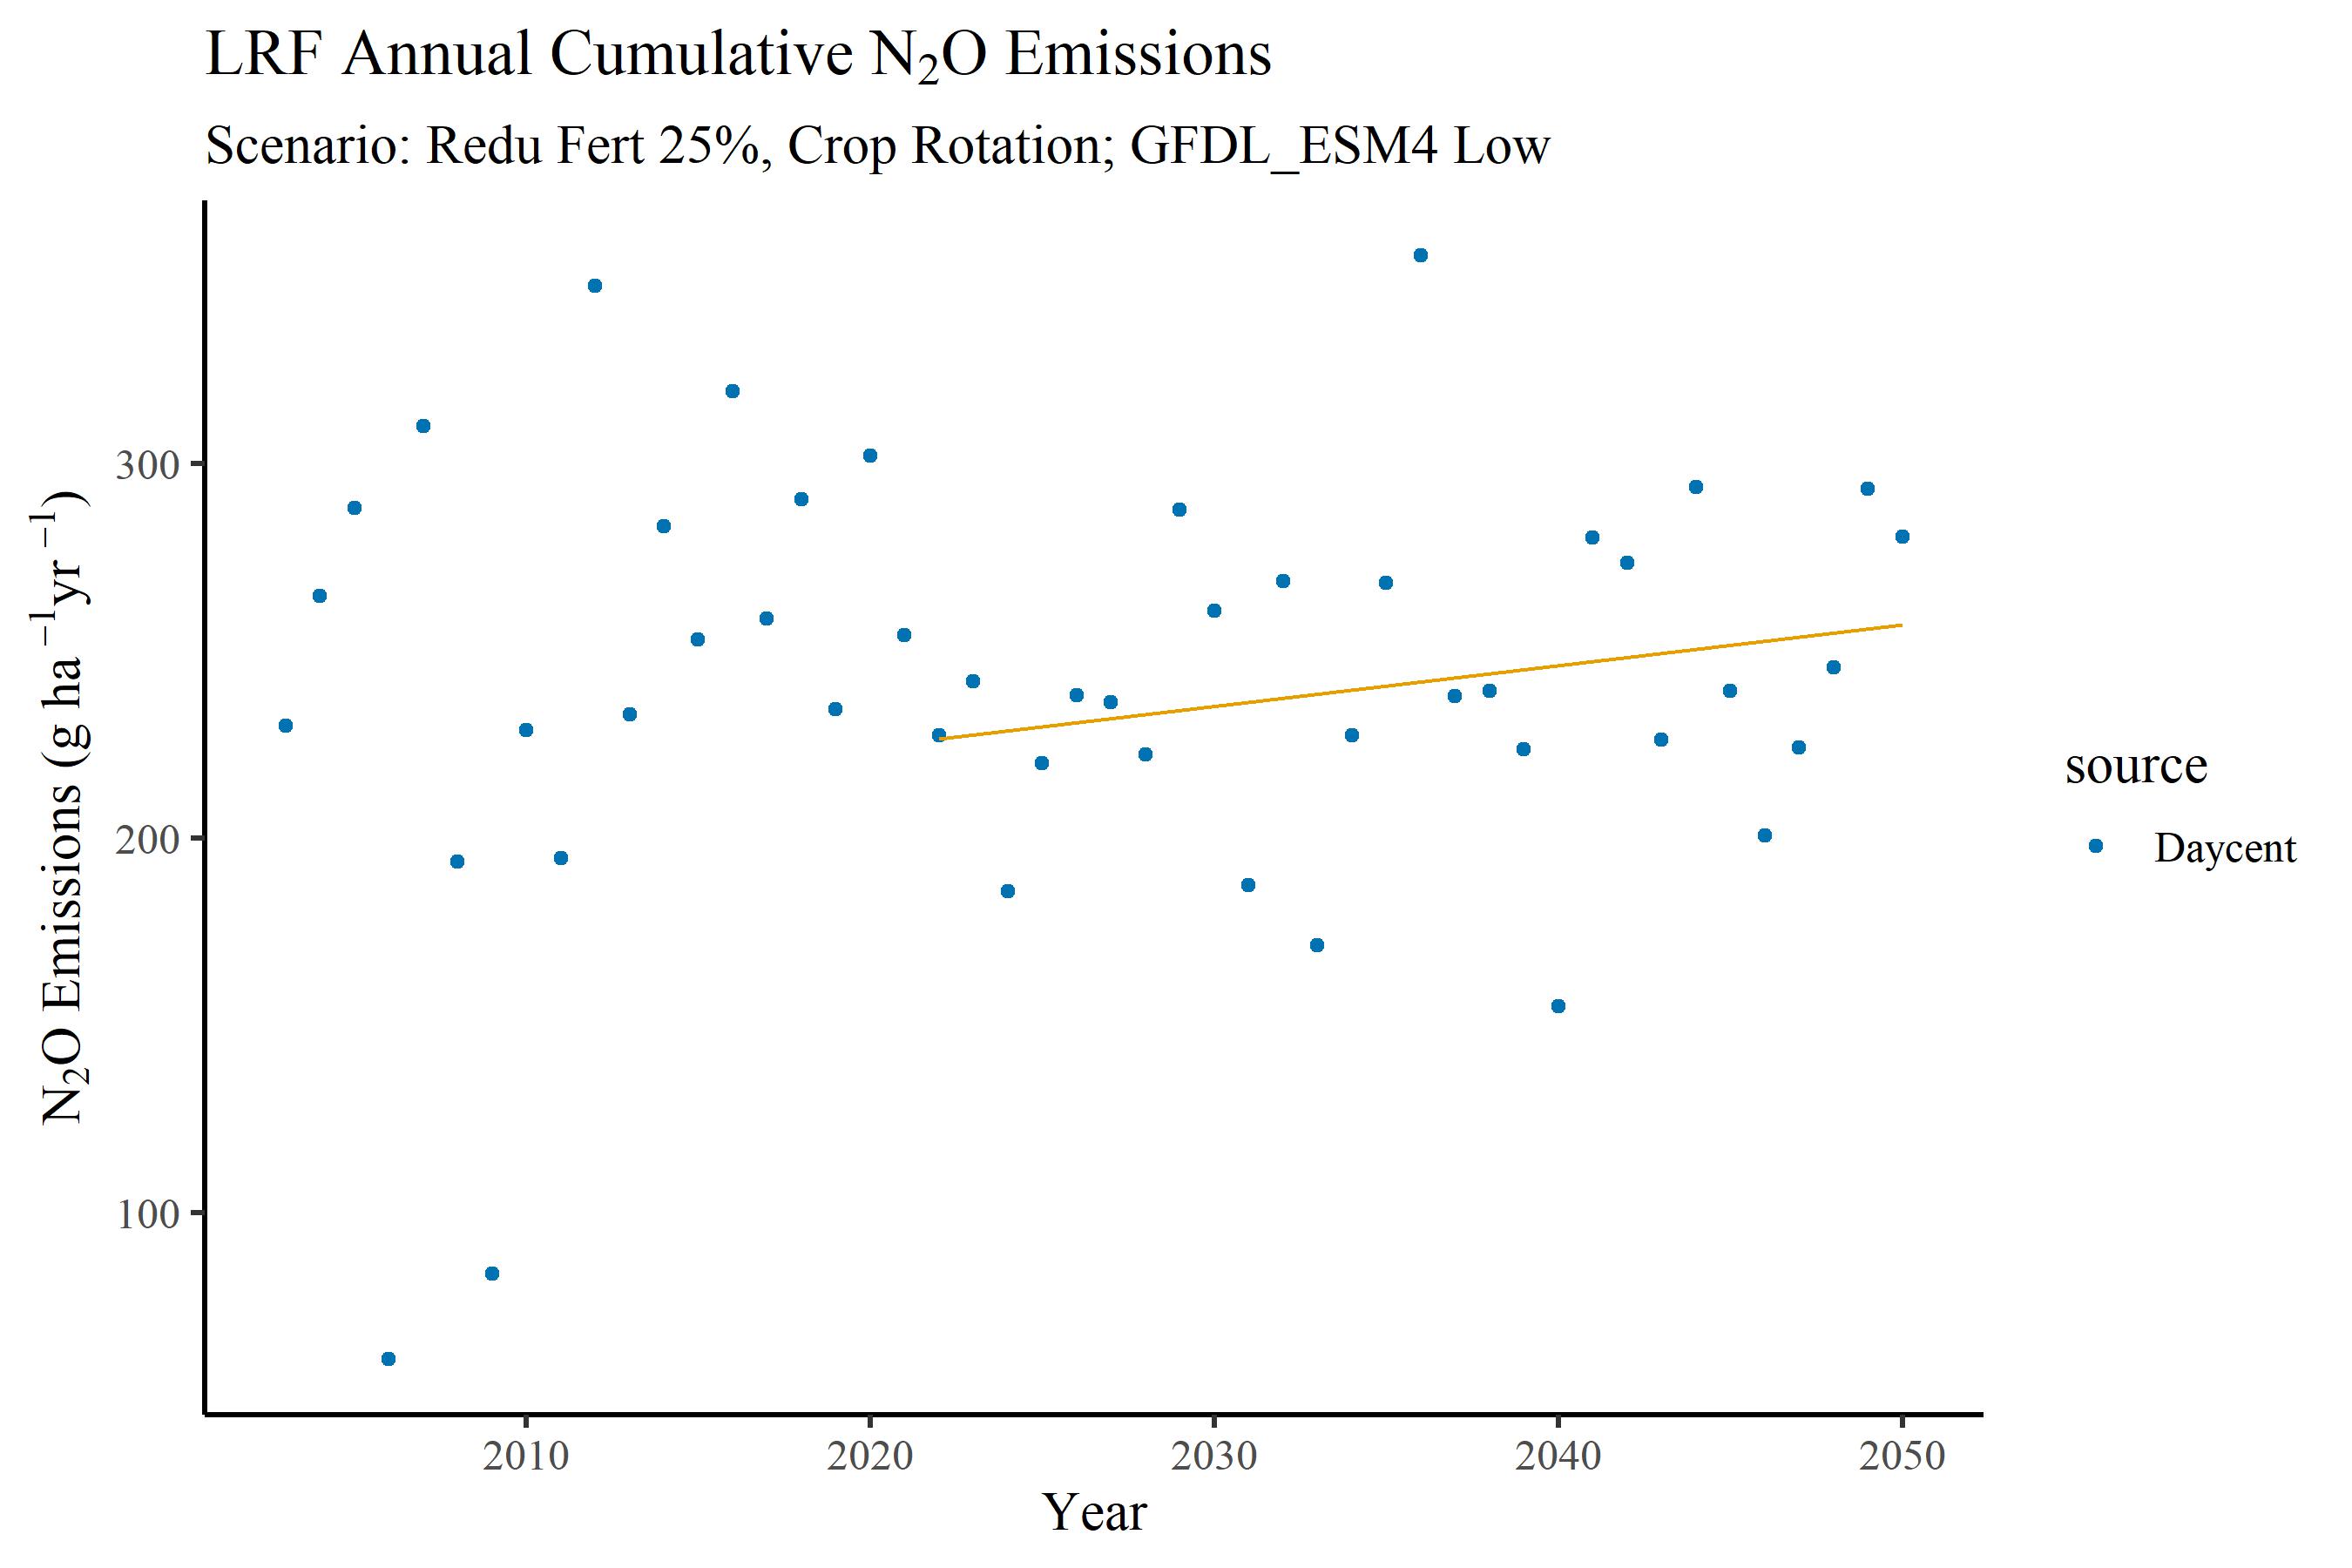 LRF Annual Cumulative N₂O Emissions
Scenario: Redu Fert 25%, Crop Rotation; GFDL_ESM4 Low
N₂O Emissions (g ha ⁻¹yr ⁻¹)
300
200
100
2010 2020 2030 2040 2050
Year
source
Daycent